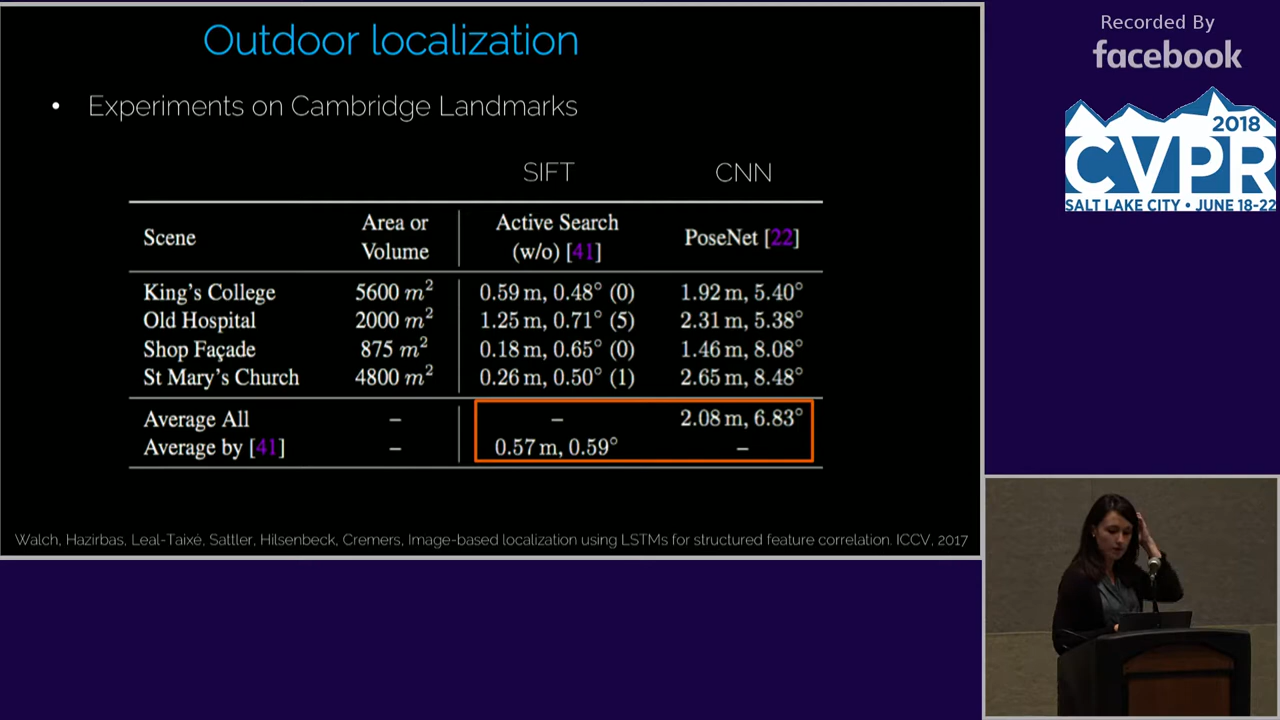 Outdoor localization
• Experiments on Cambridge Landmarks
SIFT CNN
Scene Area or Volume Active Search (w/o) [41] PoseNet [22]
King's College 5600 m² 0.59 m, 0.48° (0) 1.92 m, 5.40°
Old Hospital 2000 m² 1.25 m, 0.71° (5) 2.31 m, 5.38°
Shop Façade 875 m² 0.18 m, 0.65° (0) 1.46 m, 8.08°
St Mary's Church 4800 m² 0.26 m, 0.50° (1) 2.65 m, 8.48°
Average All – – 2.08 m, 6.83°
Average by [41] – 0.57 m, 0.59° –
Walch, Hazirbas, Leal-Taixé, Sattler, Hilsenbeck, Cremers, Image-based localization using LSTMs for structured feature correlation. ICCV, 2017
Recorded By
facebook
2018
CVPR
SALT LAKE CITY • JUNE 18-22